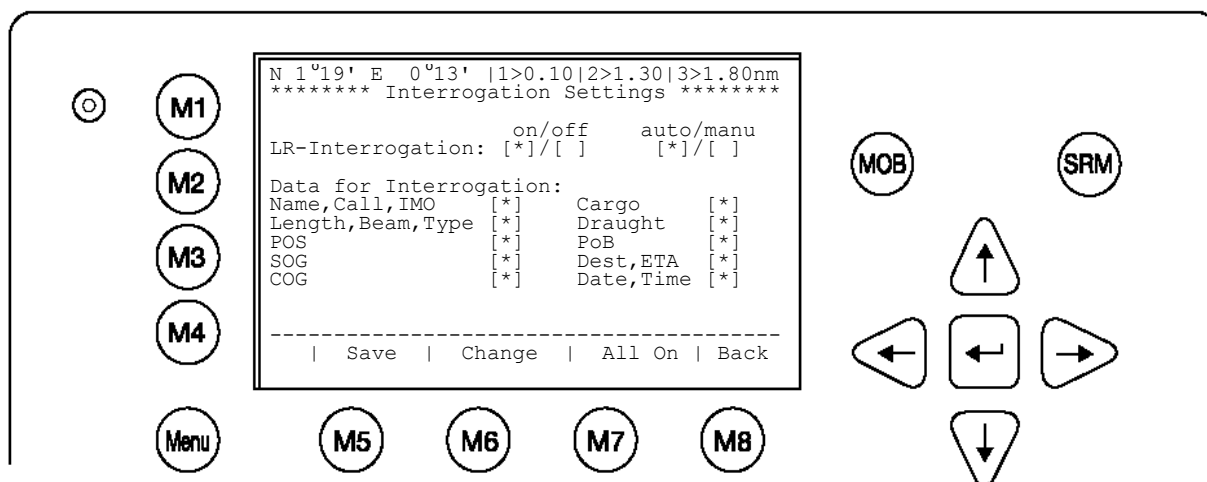 N 1°19' E  0°13' |1>0.10|2>1.30|3>1.80nm
******** Interrogation Settings ********
on/off    auto/manu
LR-Interrogation: [*]/[ ]     [*]/[ ]
Data for Interrogation:
Name,Call,IMO    [*]    Cargo      [*]
Length,Beam,Type [*]    Draught    [*]
POS              [*]    PoB        [*]
SOG              [*]    Dest,ETA   [*]
COG              [*]    Date,Time  [*]
----------------------------------------
|  Save  |  Change  |  All On | Back
M1
M2
M3
M4
Menu
M5
M6
M7
M8
MOB
SRM